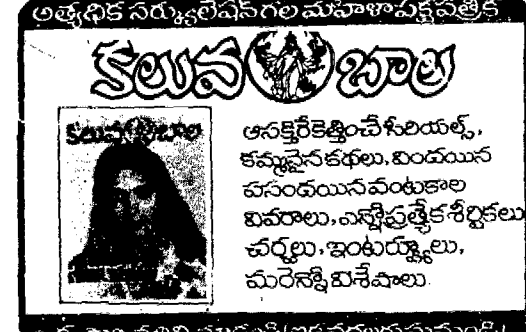 అత్యధిక సర్క్యులేషన్ గల మహిళా పక్షపత్రిక
కలువ బాల
కలువ బాల
ఆసక్తిరేకెత్తించే సీరియల్స్,
కమ్మనైన కథలు, విందయిన
పసందయిన వంటకాల
వివరాలు, ఎన్నో ప్రత్యేక శీర్షికలు
చర్చలు, ఇంటర్వ్యూలు,
మరెన్నో విశేషాలు.